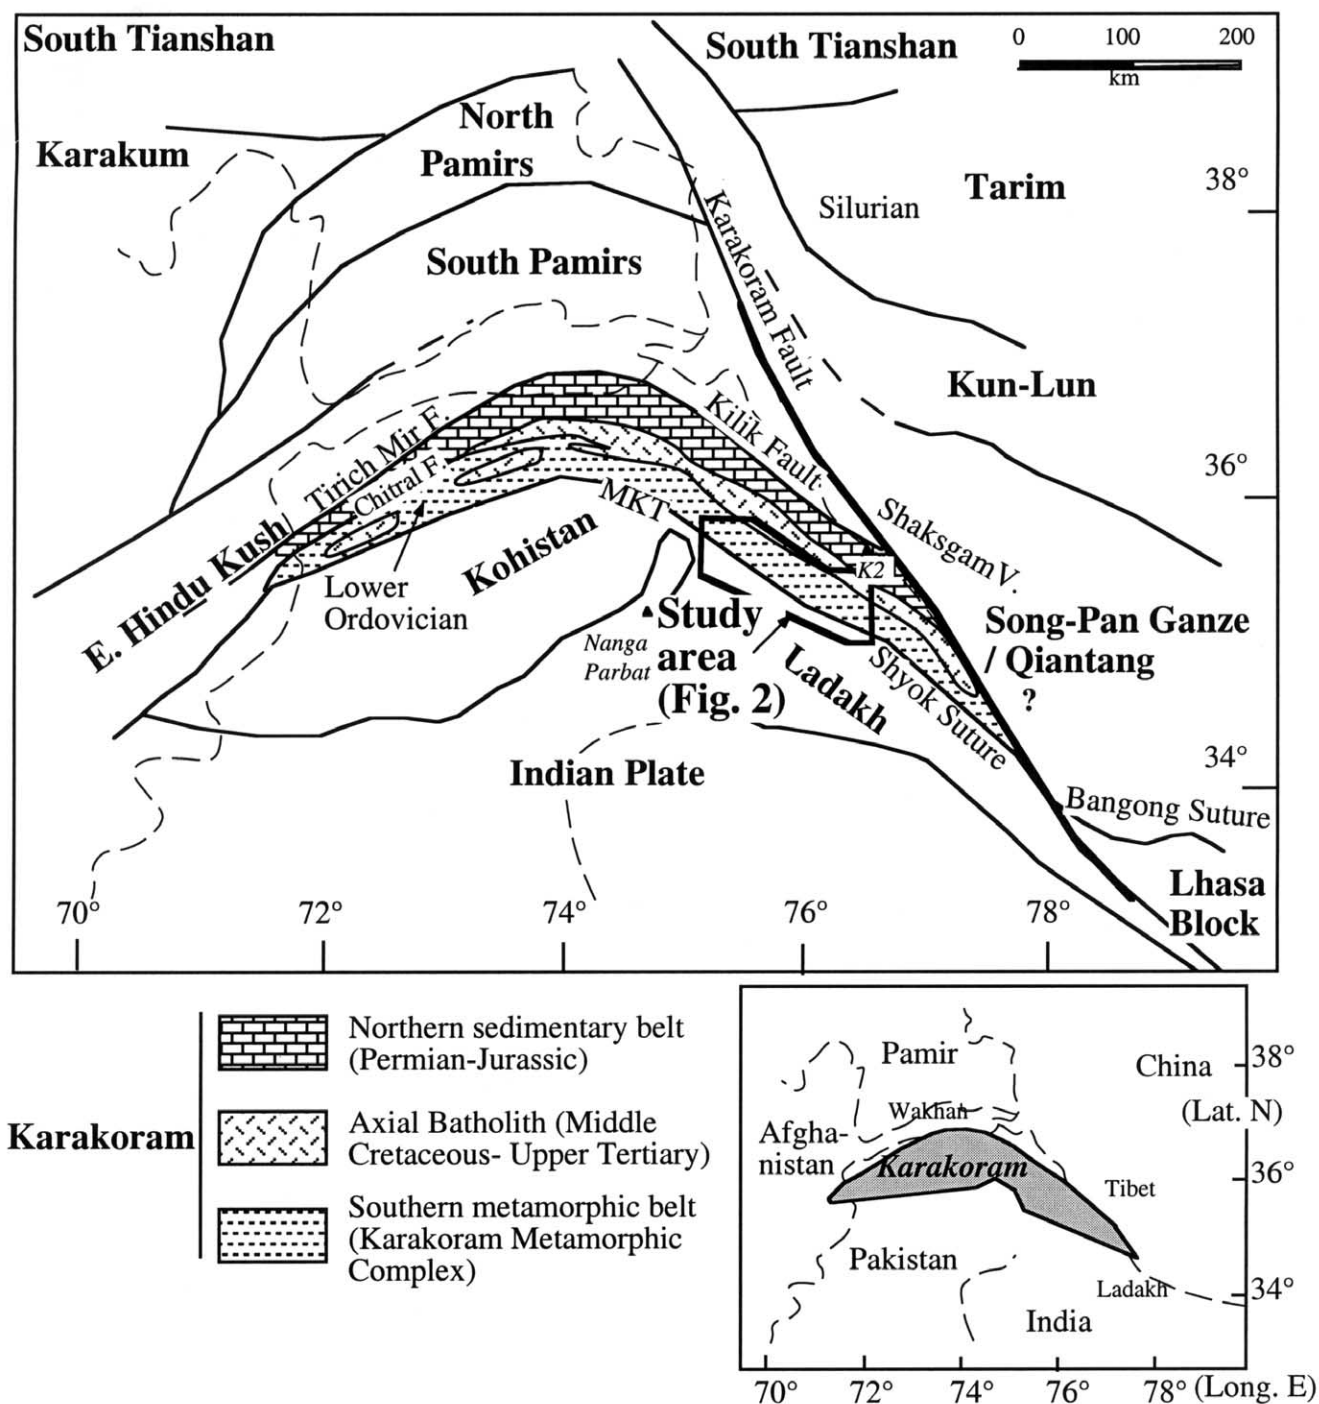 South Tianshan
South Tianshan
0 100 200
km
North
Pamirs
Karakum
Tarim
38°
Silurian
Karakoram Fault
South Pamirs
Kun-Lun
Kilik Fault
Tirich Mir F.
Chitral F.
36°
MKT
Shaksgam V.
E. Hindu Kush
Kohistan
K2
Lower
Ordovician
Study
area
(Fig. 2)
Nanga
Parbat
Song-Pan Ganze
/ Qiantang
?
Ladakh
Shyok Suture
34°
Indian Plate
Bangong Suture
Lhasa
Block
70° 72° 74° 76° 78°
Karakoram
Northern sedimentary belt
(Permian-Jurassic)
Axial Batholith (Middle
Cretaceous- Upper Tertiary)
Southern metamorphic belt
(Karakoram Metamorphic
Complex)
Pamir
China
38°
(Lat. N)
Wakhan
Afgha-
nistan
Karakoram
36°
Tibet
Pakistan
Ladakh
34°
India
70° 72° 74° 76° 78° (Long. E)